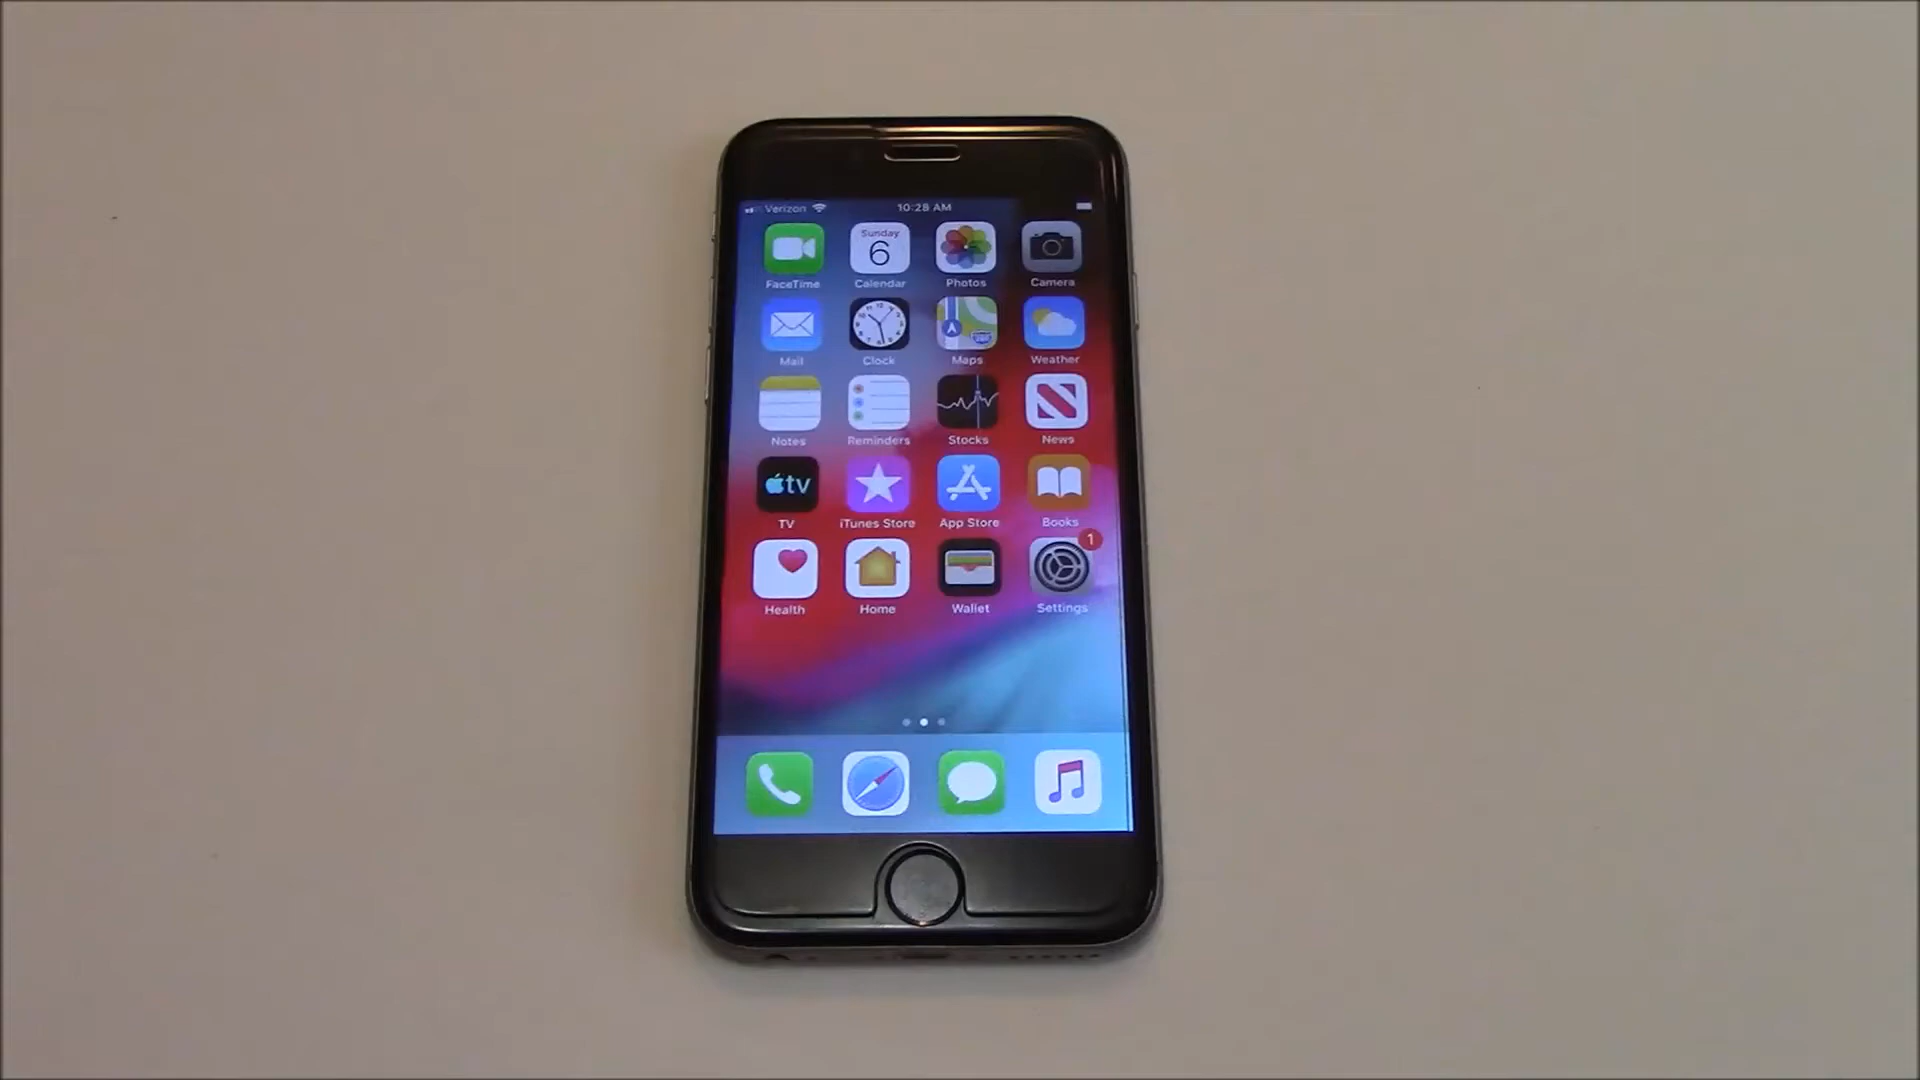 Verizon 10:28 AM
Sunday
6
FaceTime Calendar Photos Camera
Mail Clock Maps Weather
Notes Reminders Stocks News
tv
TV iTunes Store App Store Books
1
Health Home Wallet Settings